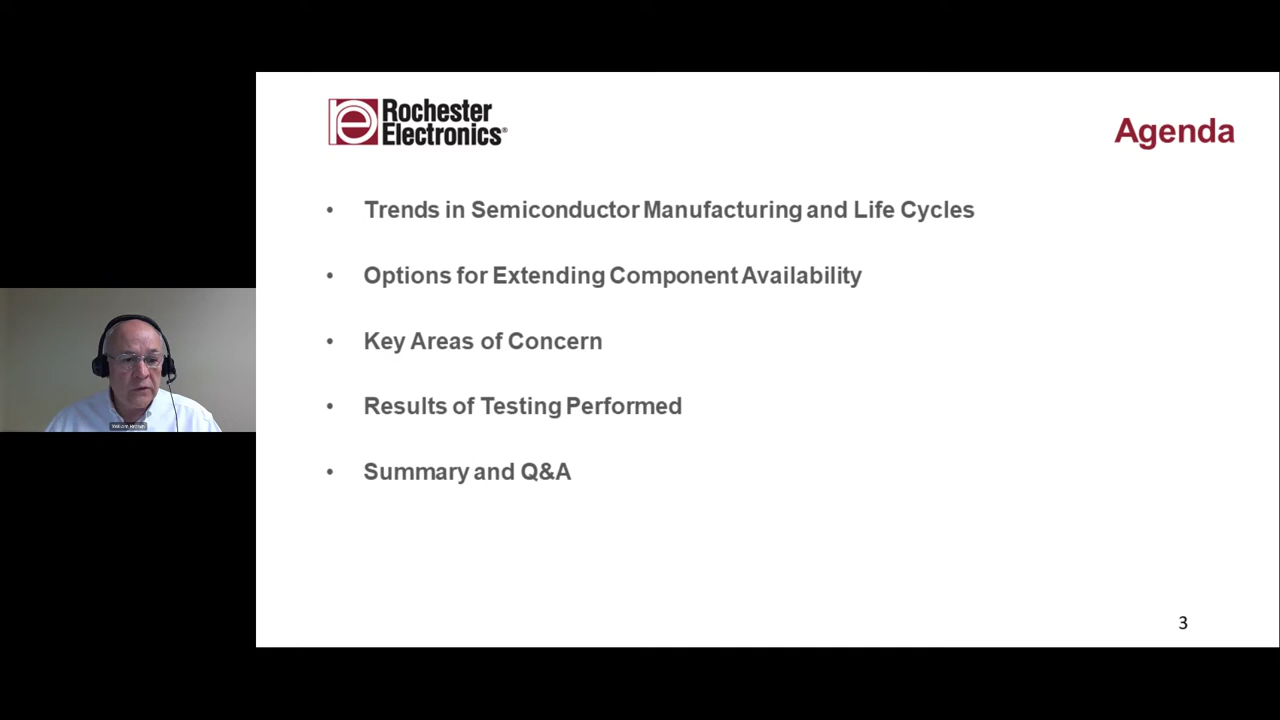 Rochester
Electronics®
Agenda
• Trends in Semiconductor Manufacturing and Life Cycles
• Options for Extending Component Availability
• Key Areas of Concern
• Results of Testing Performed
• Summary and Q&A
3